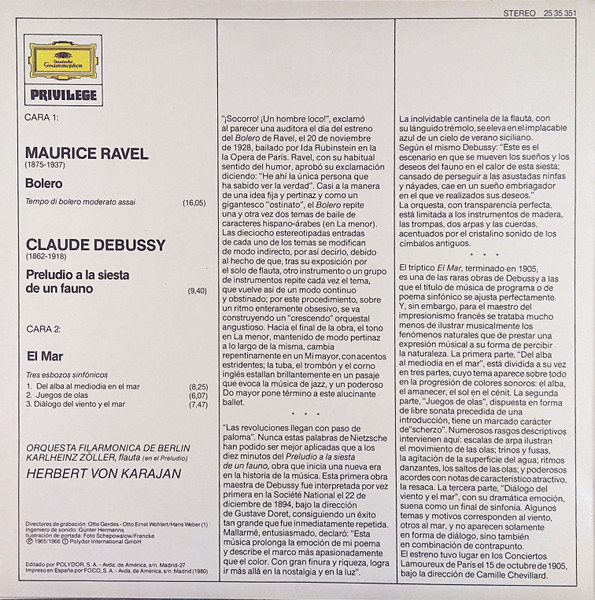 STEREO 25 35 351
Deutsche
Grammophon
PRIVILEGE
CARA 1:
MAURICE RAVEL
(1875-1937)
Bolero
Tempo di bolero moderato assai (16,05)
CLAUDE DEBUSSY
(1862-1918)
Preludio a la siesta
de un fauno (9,40)
CARA 2:
El Mar
Tres esbozos sinfónicos
1. Del alba al mediodía en el mar (8,25)
2. Juegos de olas (6,07)
3. Diálogo del viento y el mar (7,47)
ORQUESTA FILARMONICA DE BERLIN
KARLHEINZ ZÖLLER, flauta (en el Preludio)
HERBERT VON KARAJAN
Directores de grabación: Otto Gerdes - Otto Ernst Wohlert/Hans Weber (1)
Ingeniero de sonido: Günter Hermanns
Ilustración de portada: Foto Schapowalow/Francke
Ⓟ 1965/1966 Ⓒ Polydor International GmbH
Editado por POLYDOR, S. A. - Avda. de América, s/n. Madrid-27
Impreso en España por FOCO, S. A. - Avda. de América, s/n. Madrid (1980)
"¡Socorro! ¡Un hombre loco!", exclamó
al parecer una auditora el día del estreno
del Bolero de Ravel, el 20 de noviembre
de 1928, bailado por Ida Rubinstein en la
la Opera de París. Ravel, con su habitual
sentido del humor, aprobó su exclamación
diciendo: "He ahí la única persona que
ha sabido ver la verdad". Casi a la manera
de una idea fija y pertinaz y como un
gigantesco "ostinato", el Bolero repite
una y otra vez dos temas de baile de
caracteres hispano-árabes (en La menor).
Las dieciocho estereotipadas entradas
de cada uno de los temas se modifican
de modo indirecto, por así decirlo, debido
al hecho de que, tras su exposición por
el solo de flauta, otro instrumento o un grupo
de instrumentos repite cada vez el tema,
que vuelve así de un modo continuo
y obstinado; por este procedimiento, sobre
un ritmo enteramente obsesivo, se va
construyendo un "crescendo" orquestal
angustioso. Hacia el final de la obra, el tono
en La menor, mantenido de modo pertinaz
a lo largo de la misma, cambia
repentinamente en un Mi mayor, con acentos
estridentes; la tuba, el trombón y el corno
inglés estallan brillantemente en un pasaje
que evoca la música de jazz, y un poderoso
Do mayor pone término a este alucinante
ballet.
* * *
"Las revoluciones llegan con paso de
paloma". Nunca estas palabras de Nietzsche
han podido ser mejor aplicadas que a los
diez minutos del Preludio a la siesta
de un fauno, obra que inicia una nueva era
en la historia de la música. Esta primera obra
maestra de Debussy fue interpretada por vez
primera en la Société National el 22 de
diciembre de 1894, bajo la dirección
de Gustave Doret, consiguiendo un éxito
tan grande que fue inmediatamente repetida.
Mallarmé, entusiasmado, declaró: "Esta
música prolonga la emoción de mi poema
y describe el marco más apasionadamente
que el color. Con gran finura y riqueza, logra
ir más allá en la nostalgia y en la luz".
La inolvidable cantinela de la flauta, con
su lánguido trémolo, se eleva en el implacable
azul de un cielo de verano siciliano.
Según el mismo Debussy: "Este es el
escenario en que se mueven los sueños y los
deseos del fauno en el calor de esta siesta;
cansado de perseguir a las asustadas ninfas
y náyades, cae en un sueño embriagador
en el que ve realizados sus deseos."
La orquesta, con transparencia perfecta,
está limitada a los instrumentos de madera,
las trompas, dos arpas y las cuerdas,
acentuados por el cristalino sonido de los
címbalos antiguos.
* * *
El tríptico El Mar, terminado en 1905,
es una de las raras obras de Debussy a las
que el título de música de programa o de
poema sinfónico se ajusta perfectamente.
Y, sin embargo, para el maestro del
impresionismo francés se trataba mucho
menos de ilustrar musicalmente los
fenómenos naturales que de prestar una
expresión musical a su forma de percibir
la naturaleza. La primera parte, "Del alba
al mediodía en el mar", está dividida a su vez
en tres partes, cuyo tema aparece sobre todo
en la progresión de colores sonoros: el alba,
el amanecer, el sol en el cénit. La segunda
parte, "Juegos de olas", dispuesta en forma
de libre sonata precedida de una
introducción, tiene un marcado carácter
de"scherzo". Numerosos rasgos descriptivos
intervienen aquí: escalas de arpa ilustran
el movimiento de las olas; trinos y fusas,
la agitación de la superficie del agua; ritmos
danzantes, los saltos de las olas; y poderosos
acordes con notas de característico atractivo,
la resaca. La tercera parte, "Diálogo del
viento y el mar", con su dramática emoción,
suena como un final de sinfonía. Algunos
temas y motivos corresponden al viento,
otros al mar, y no aparecen solamente
en forma de diálogo, sino también
en combinación de contrapunto.
El estreno tuvo lugar en los Conciertos
Lamoureux de París el 15 de octubre de 1905,
bajo la dirección de Camille Chevillard.